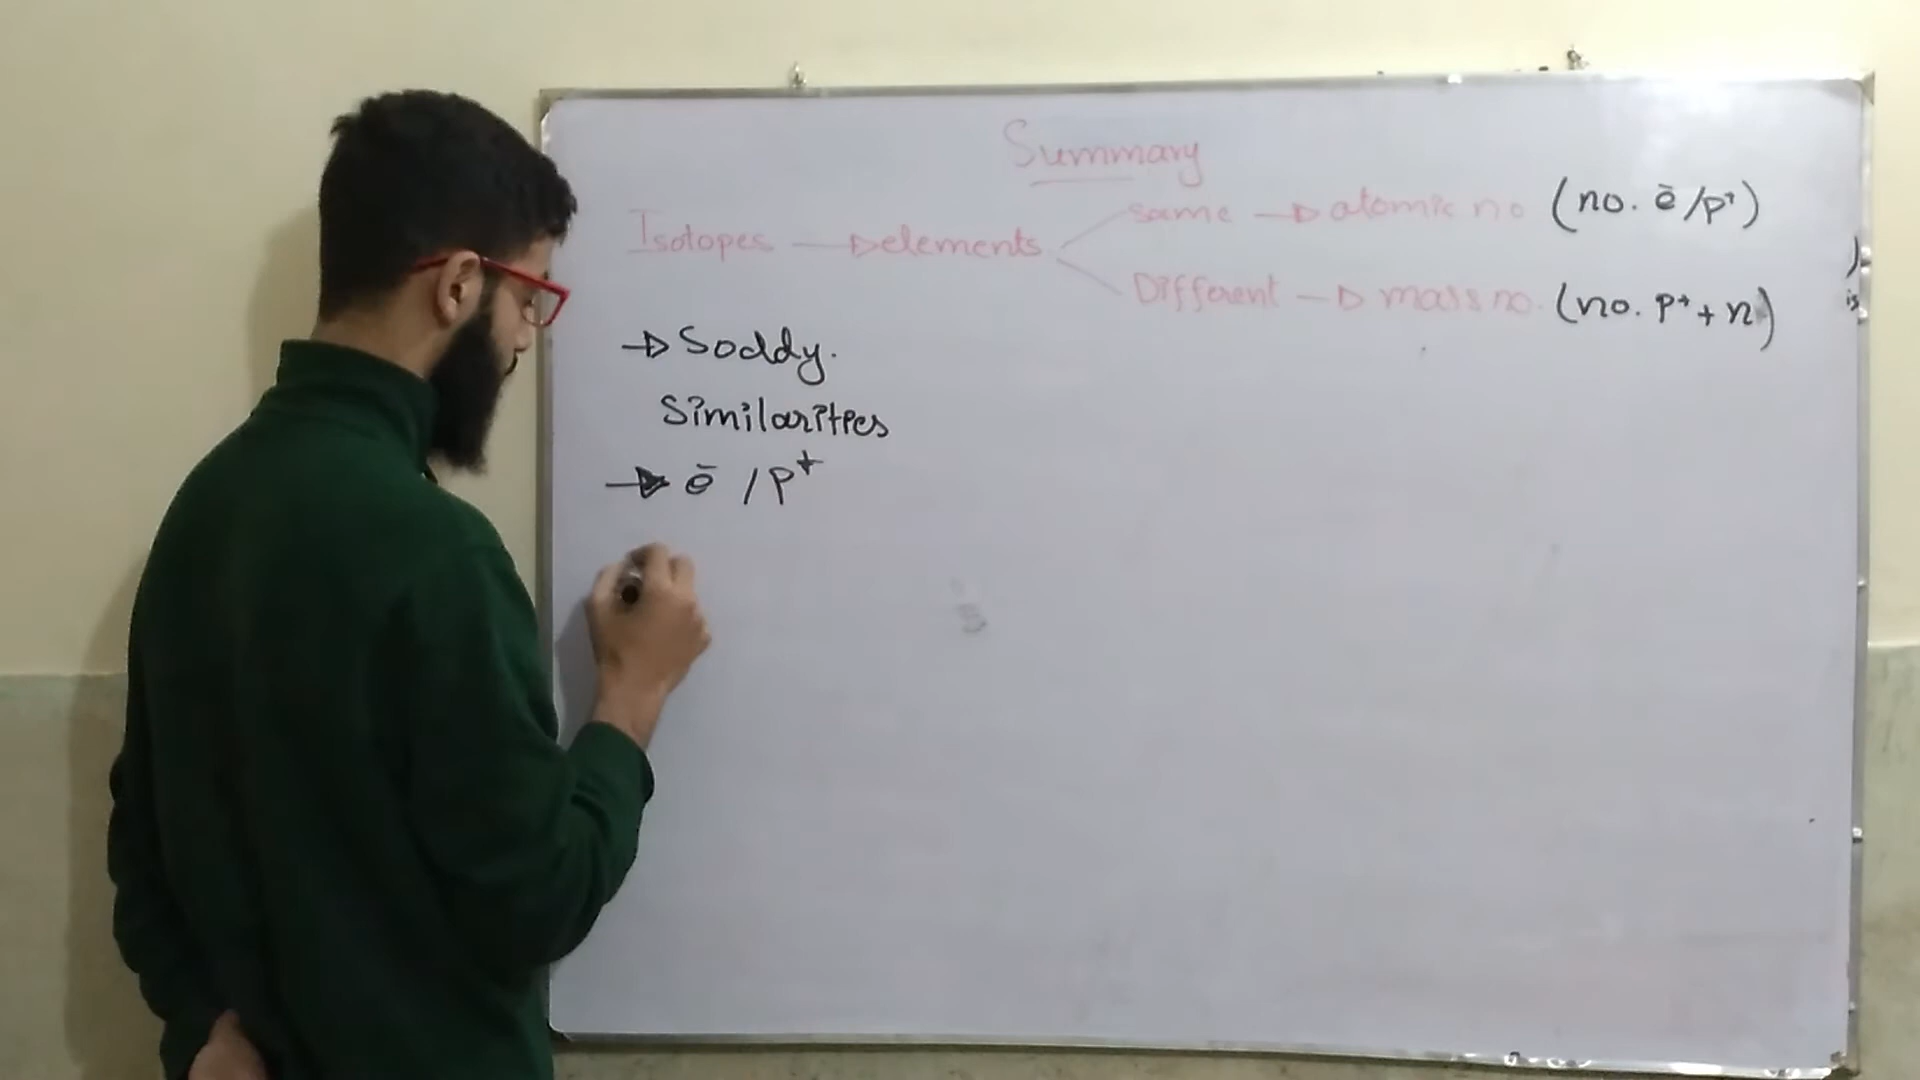 Summary
same → atomic no (no. ē/p⁺)
Isotopes → elements
Different → mass no. (no. p⁺ + n)
→ Soddy.
Similarities
→ ē / p⁺